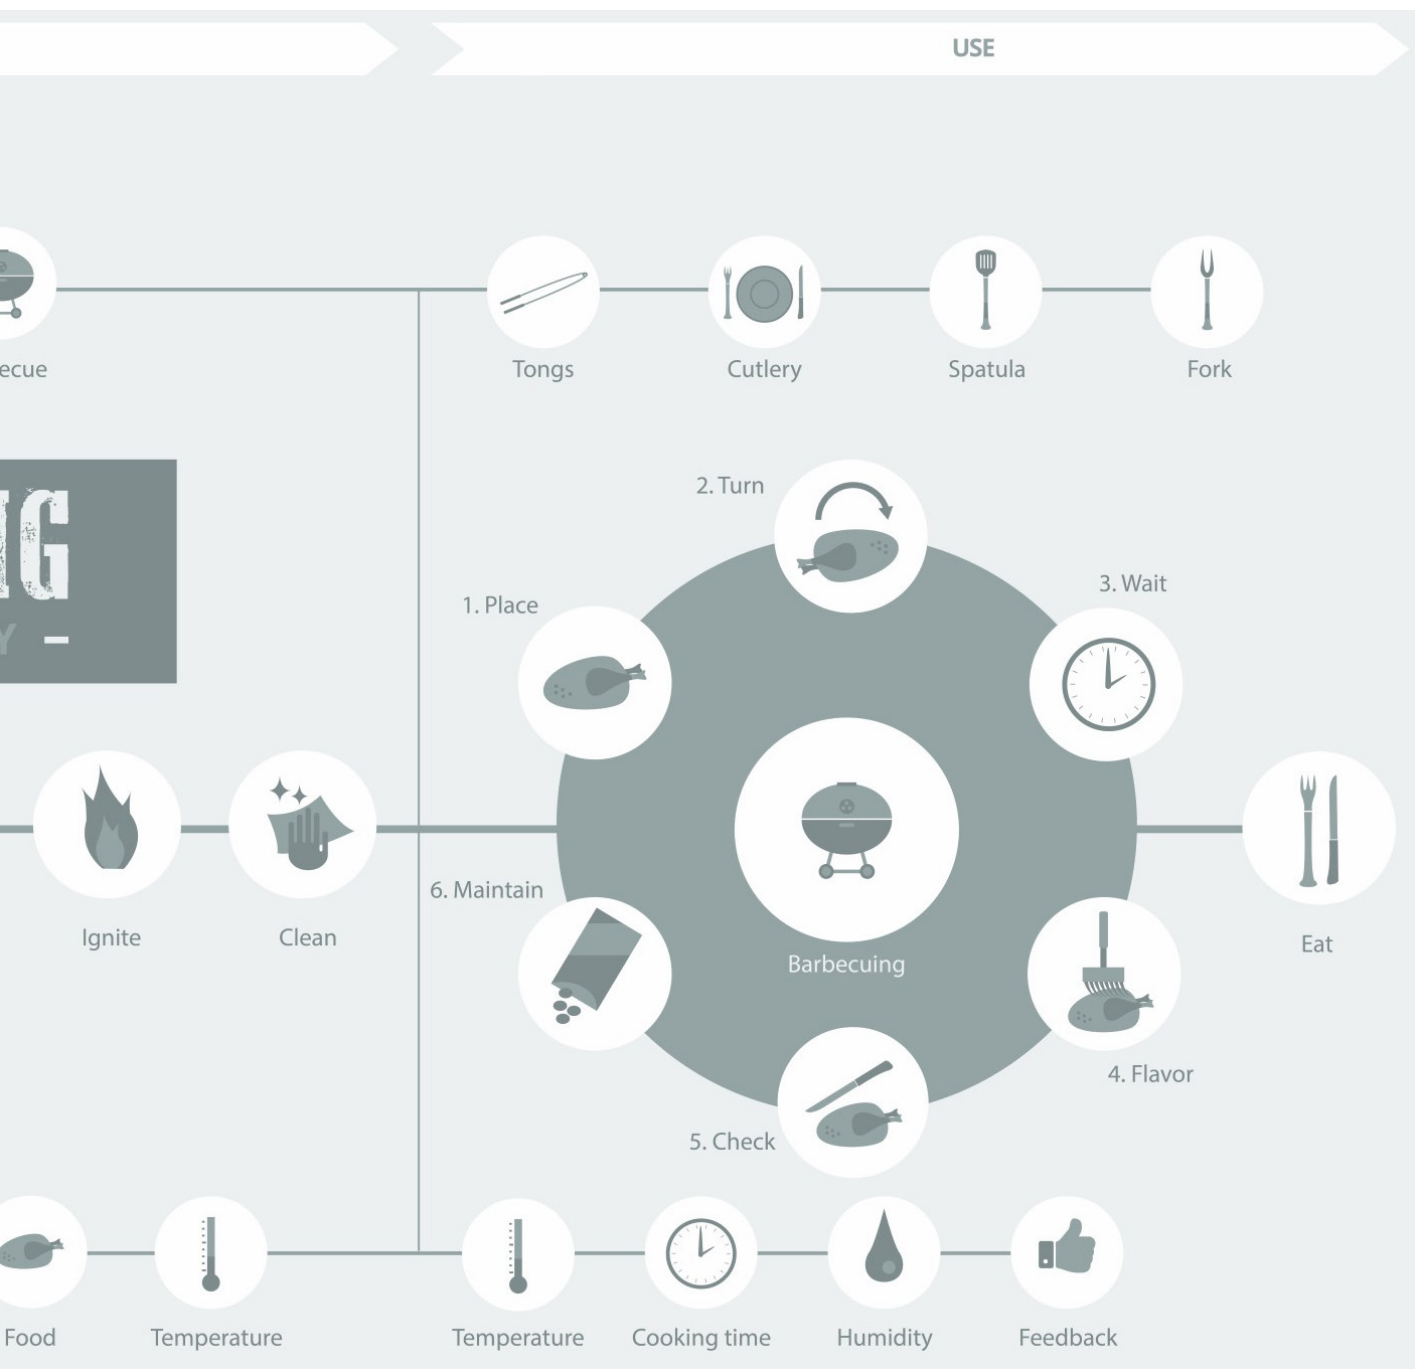 USE
ecue
Tongs
Cutlery
Spatula
Fork
NG
Y –
2. Turn
3. Wait
1. Place
6. Maintain
Ignite
Clean
Barbecuing
Eat
4. Flavor
5. Check
Food
Temperature
Temperature
Cooking time
Humidity
Feedback